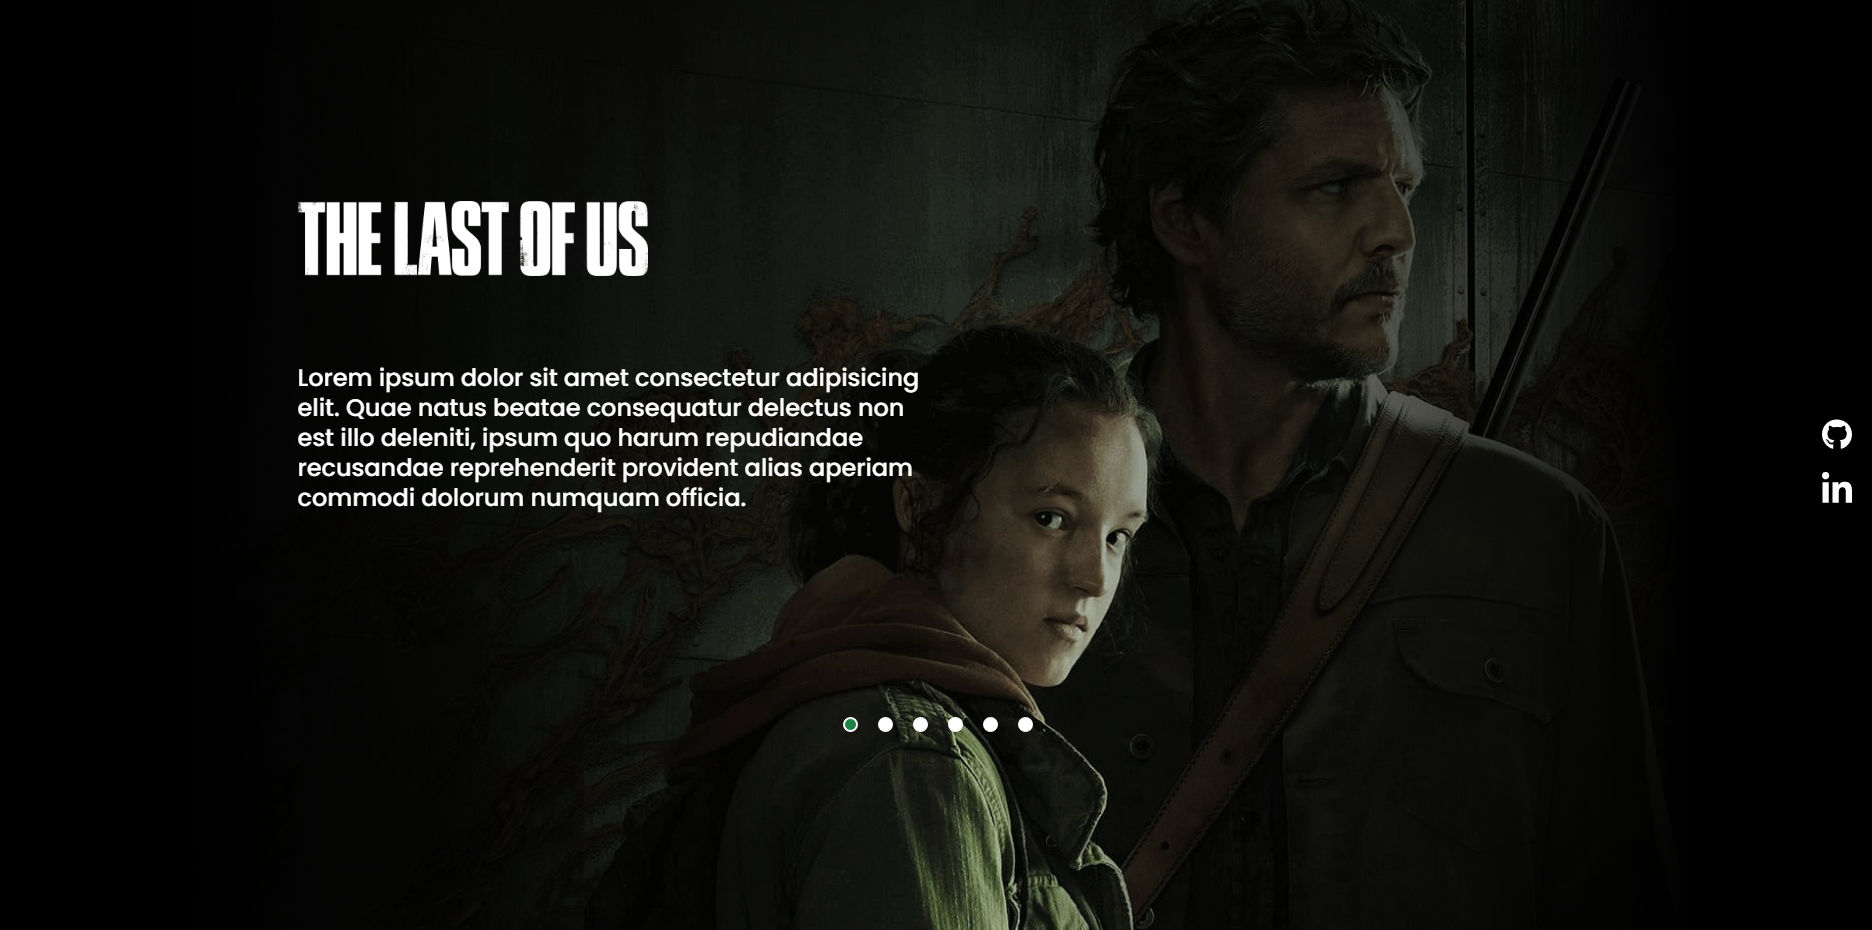 THE LAST OF US
Lorem ipsum dolor sit amet consectetur adipisicing
elit. Quae natus beatae consequatur delectus non
est illo deleniti, ipsum quo harum repudiandae
recusandae reprehenderit provident alias aperiam
commodi dolorum numquam officia.
in